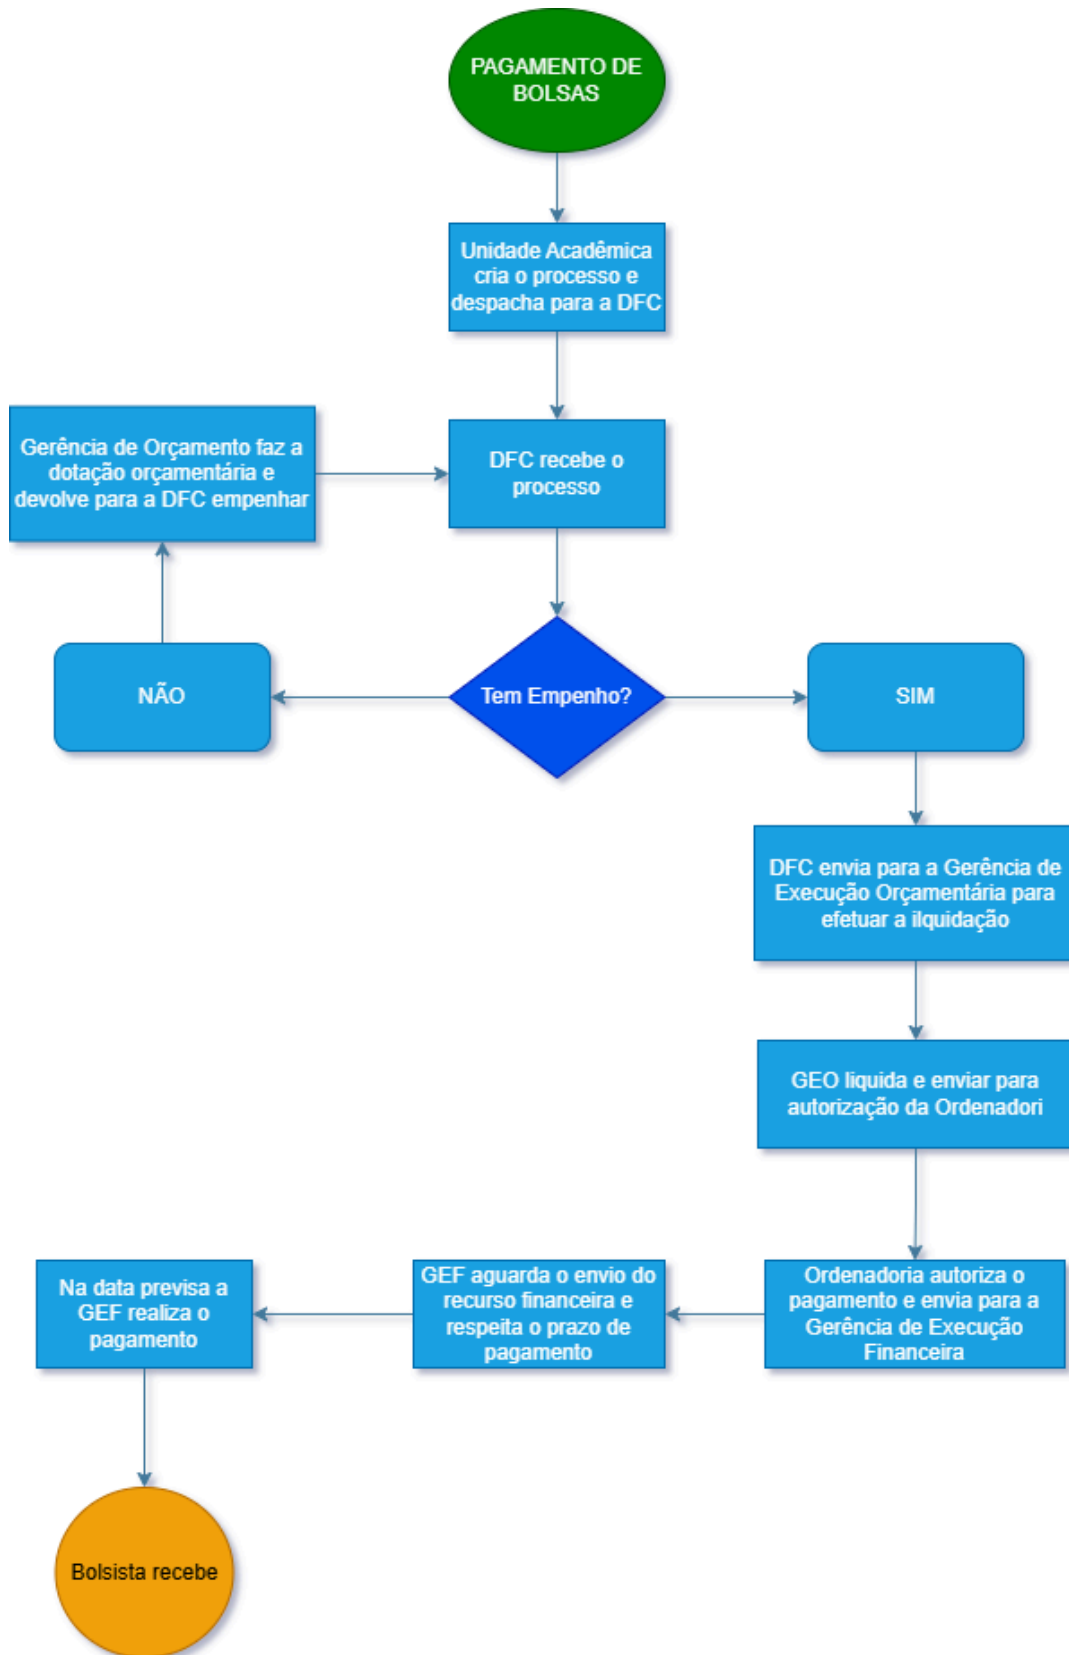 PAGAMENTO DE
BOLSAS
Unidade Acadêmica
cria o processo e
despacha para a DFC
Gerência de Orçamento faz a
dotação orçamentária e
devolve para a DFC empenhar
DFC recebe o
processo
NÃO
Tem Empenho?
SIM
DFC envia para a Gerência de
Execução Orçamentária para
efetuar a ilquidação
GEO liquida e enviar para
autorização da Ordenadori
Ordenadoria autoriza o
pagamento e envia para a
Gerência de Execução
Financeira
GEF aguarda o envio do
recurso financeira e
respeita o prazo de
pagamento
Na data previsa a
GEF realiza o
pagamento
Bolsista recebe